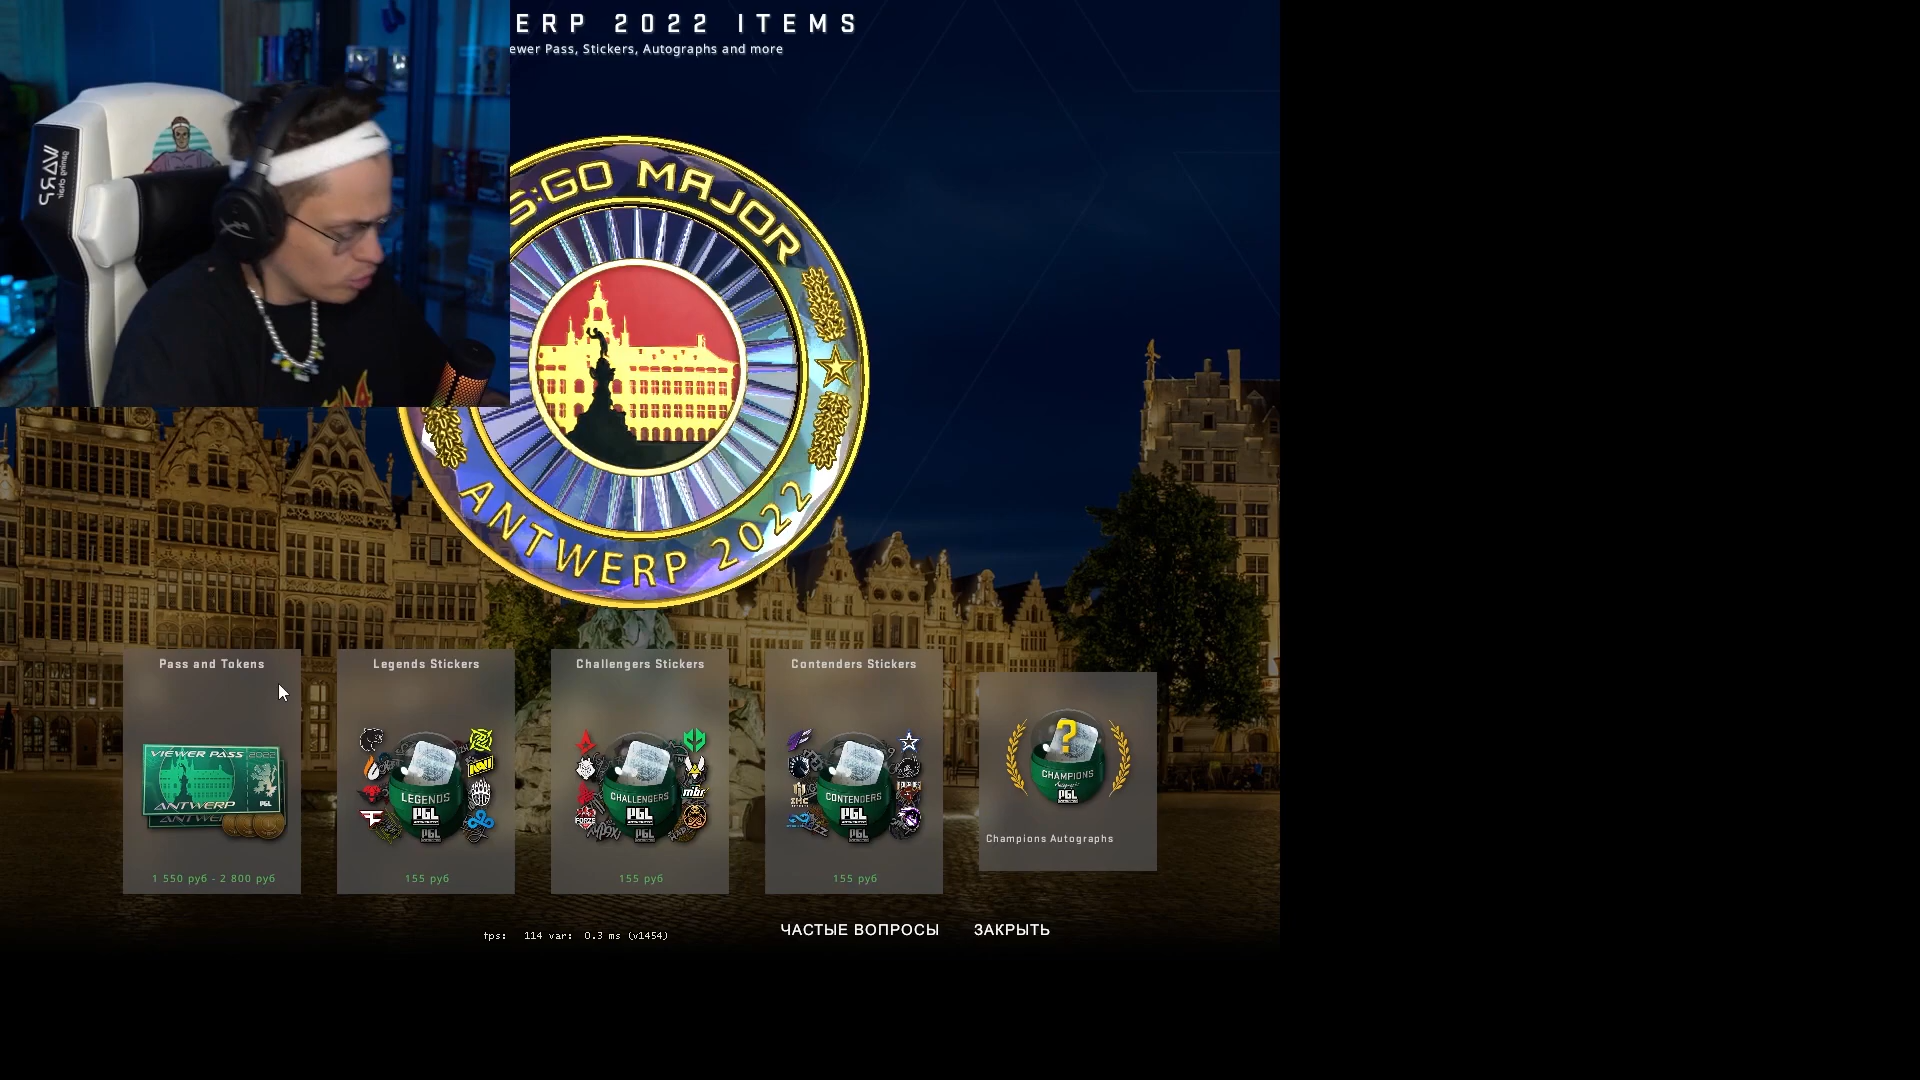 ERP 2022 ITEMS
ewer Pass, Stickers, Autographs and more
WARP
S:GO MAJOR
ANTWERP 2022
Pass and Tokens
Legends Stickers
Challengers Stickers
Contenders Stickers
VIEWER PASS 2022
ANTWERP
PGL
LEGENDS
PGL
CHALLENGERS
PGL
CONTENDERS
PGL
?
CHAMPIONS
PGL
Champions Autographs
1 550 руб - 2 800 руб
155 руб
155 руб
155 руб
fps: 114 var: 0.3 ms (v1454)
ЧАСТЫЕ ВОПРОСЫ
ЗАКРЫТЬ